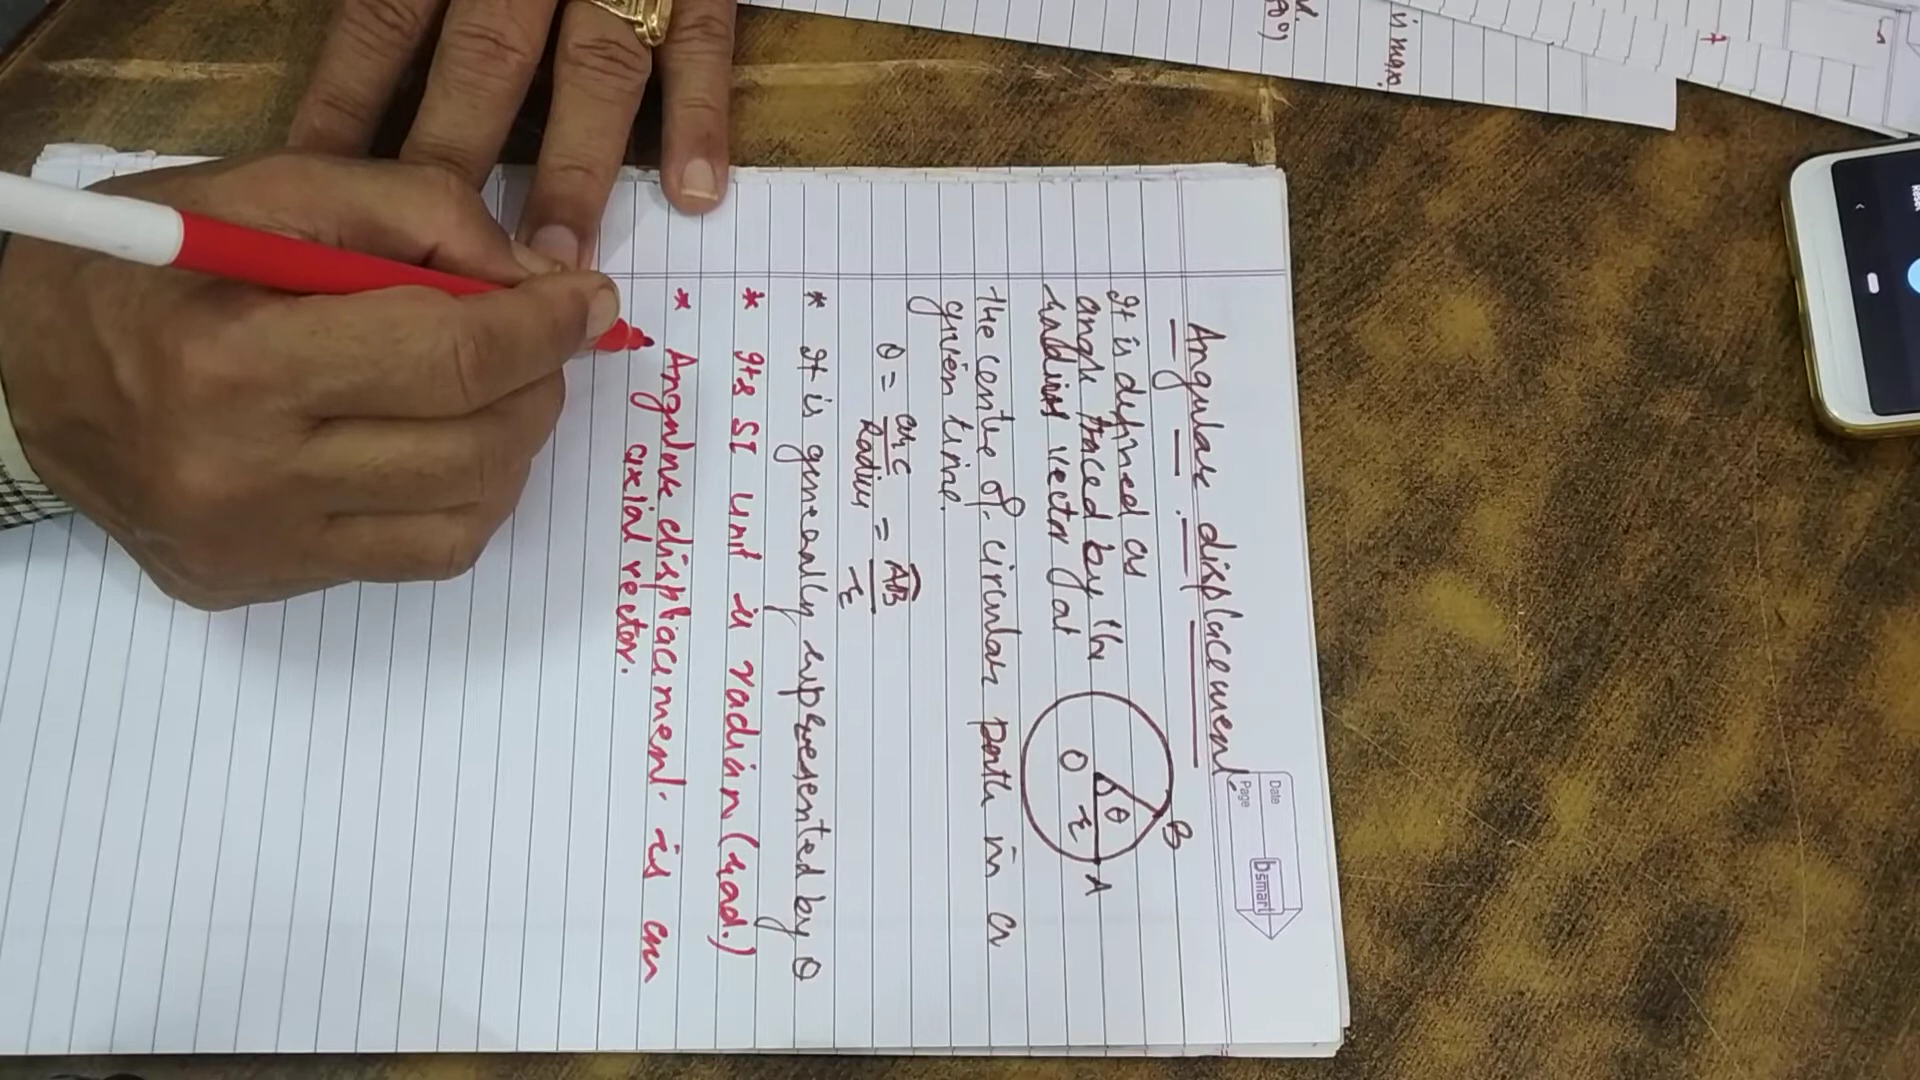 Angular displacement
Date
Page
bsmart
It is defined as
angle traced by the
radius vector at
the centre of circular path in a
given time.
B
θ
O
r
A
θ = arc / Radius = AB / r
* It is generally represented by θ
* Its SI unit is radian (rad.)
* Angular displacement is an
axial vector.
is max.